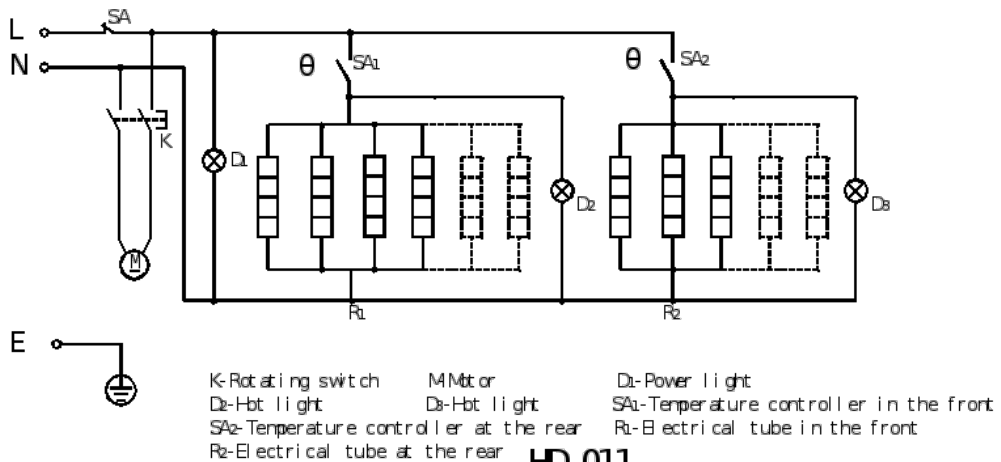 L
SA
N
θ
SA1
θ
SA2
K
D1
D2
D3
M
R1
R2
E
K-Rotating switch M-Motor D1-Power light
D2-Hot light D3-Hot light SA1-Temperature controller in the front
SA2-Temperature controller at the rear R1-Electrical tube in the front
R2-Electrical tube at the rear HD-011